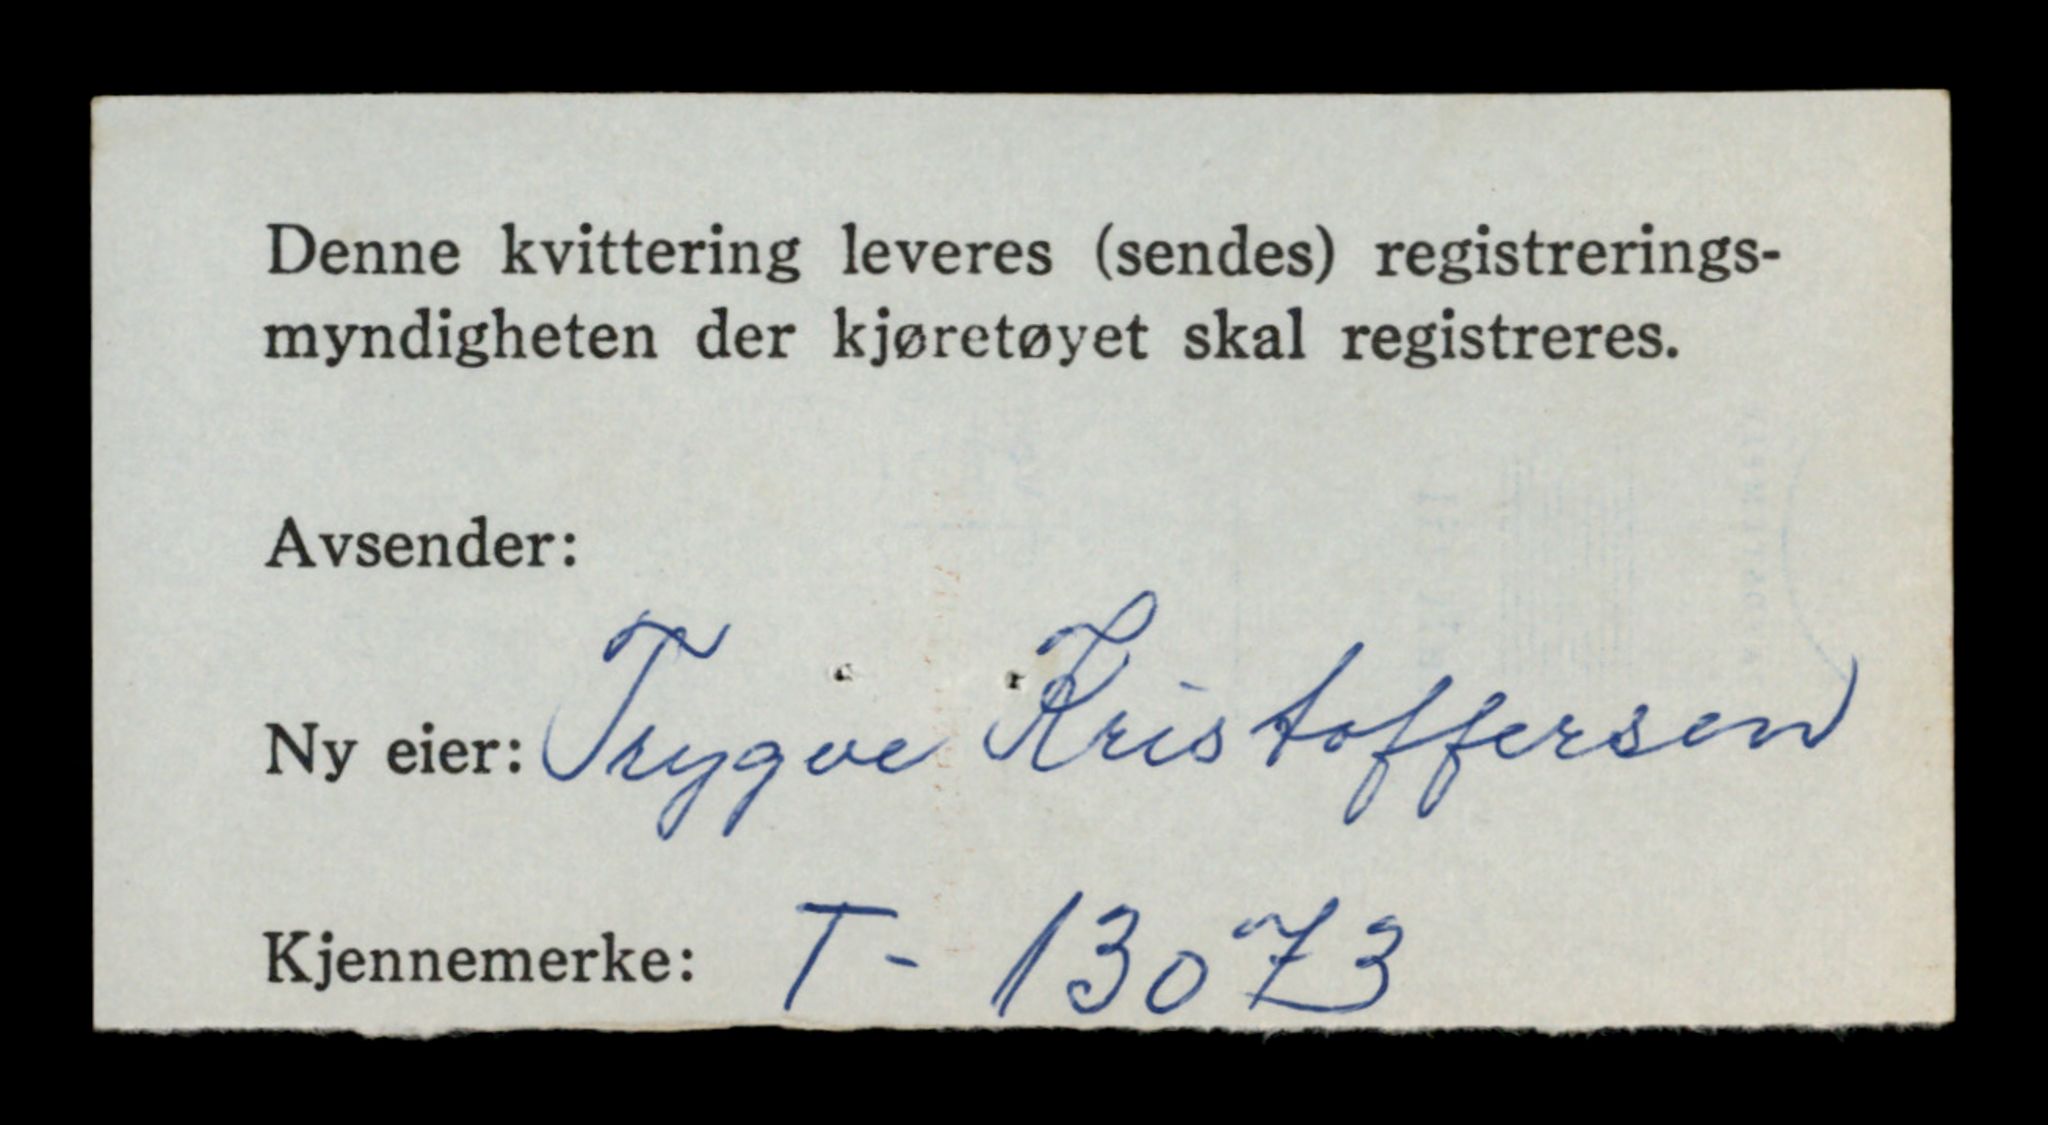 Denne kvittering leveres (sendes) registrerings-
myndigheten der kjøretøyet skal registreres.
Avsender:
Ny eier: Trygve Kristoffersen
Kjennemerke: T- 13073